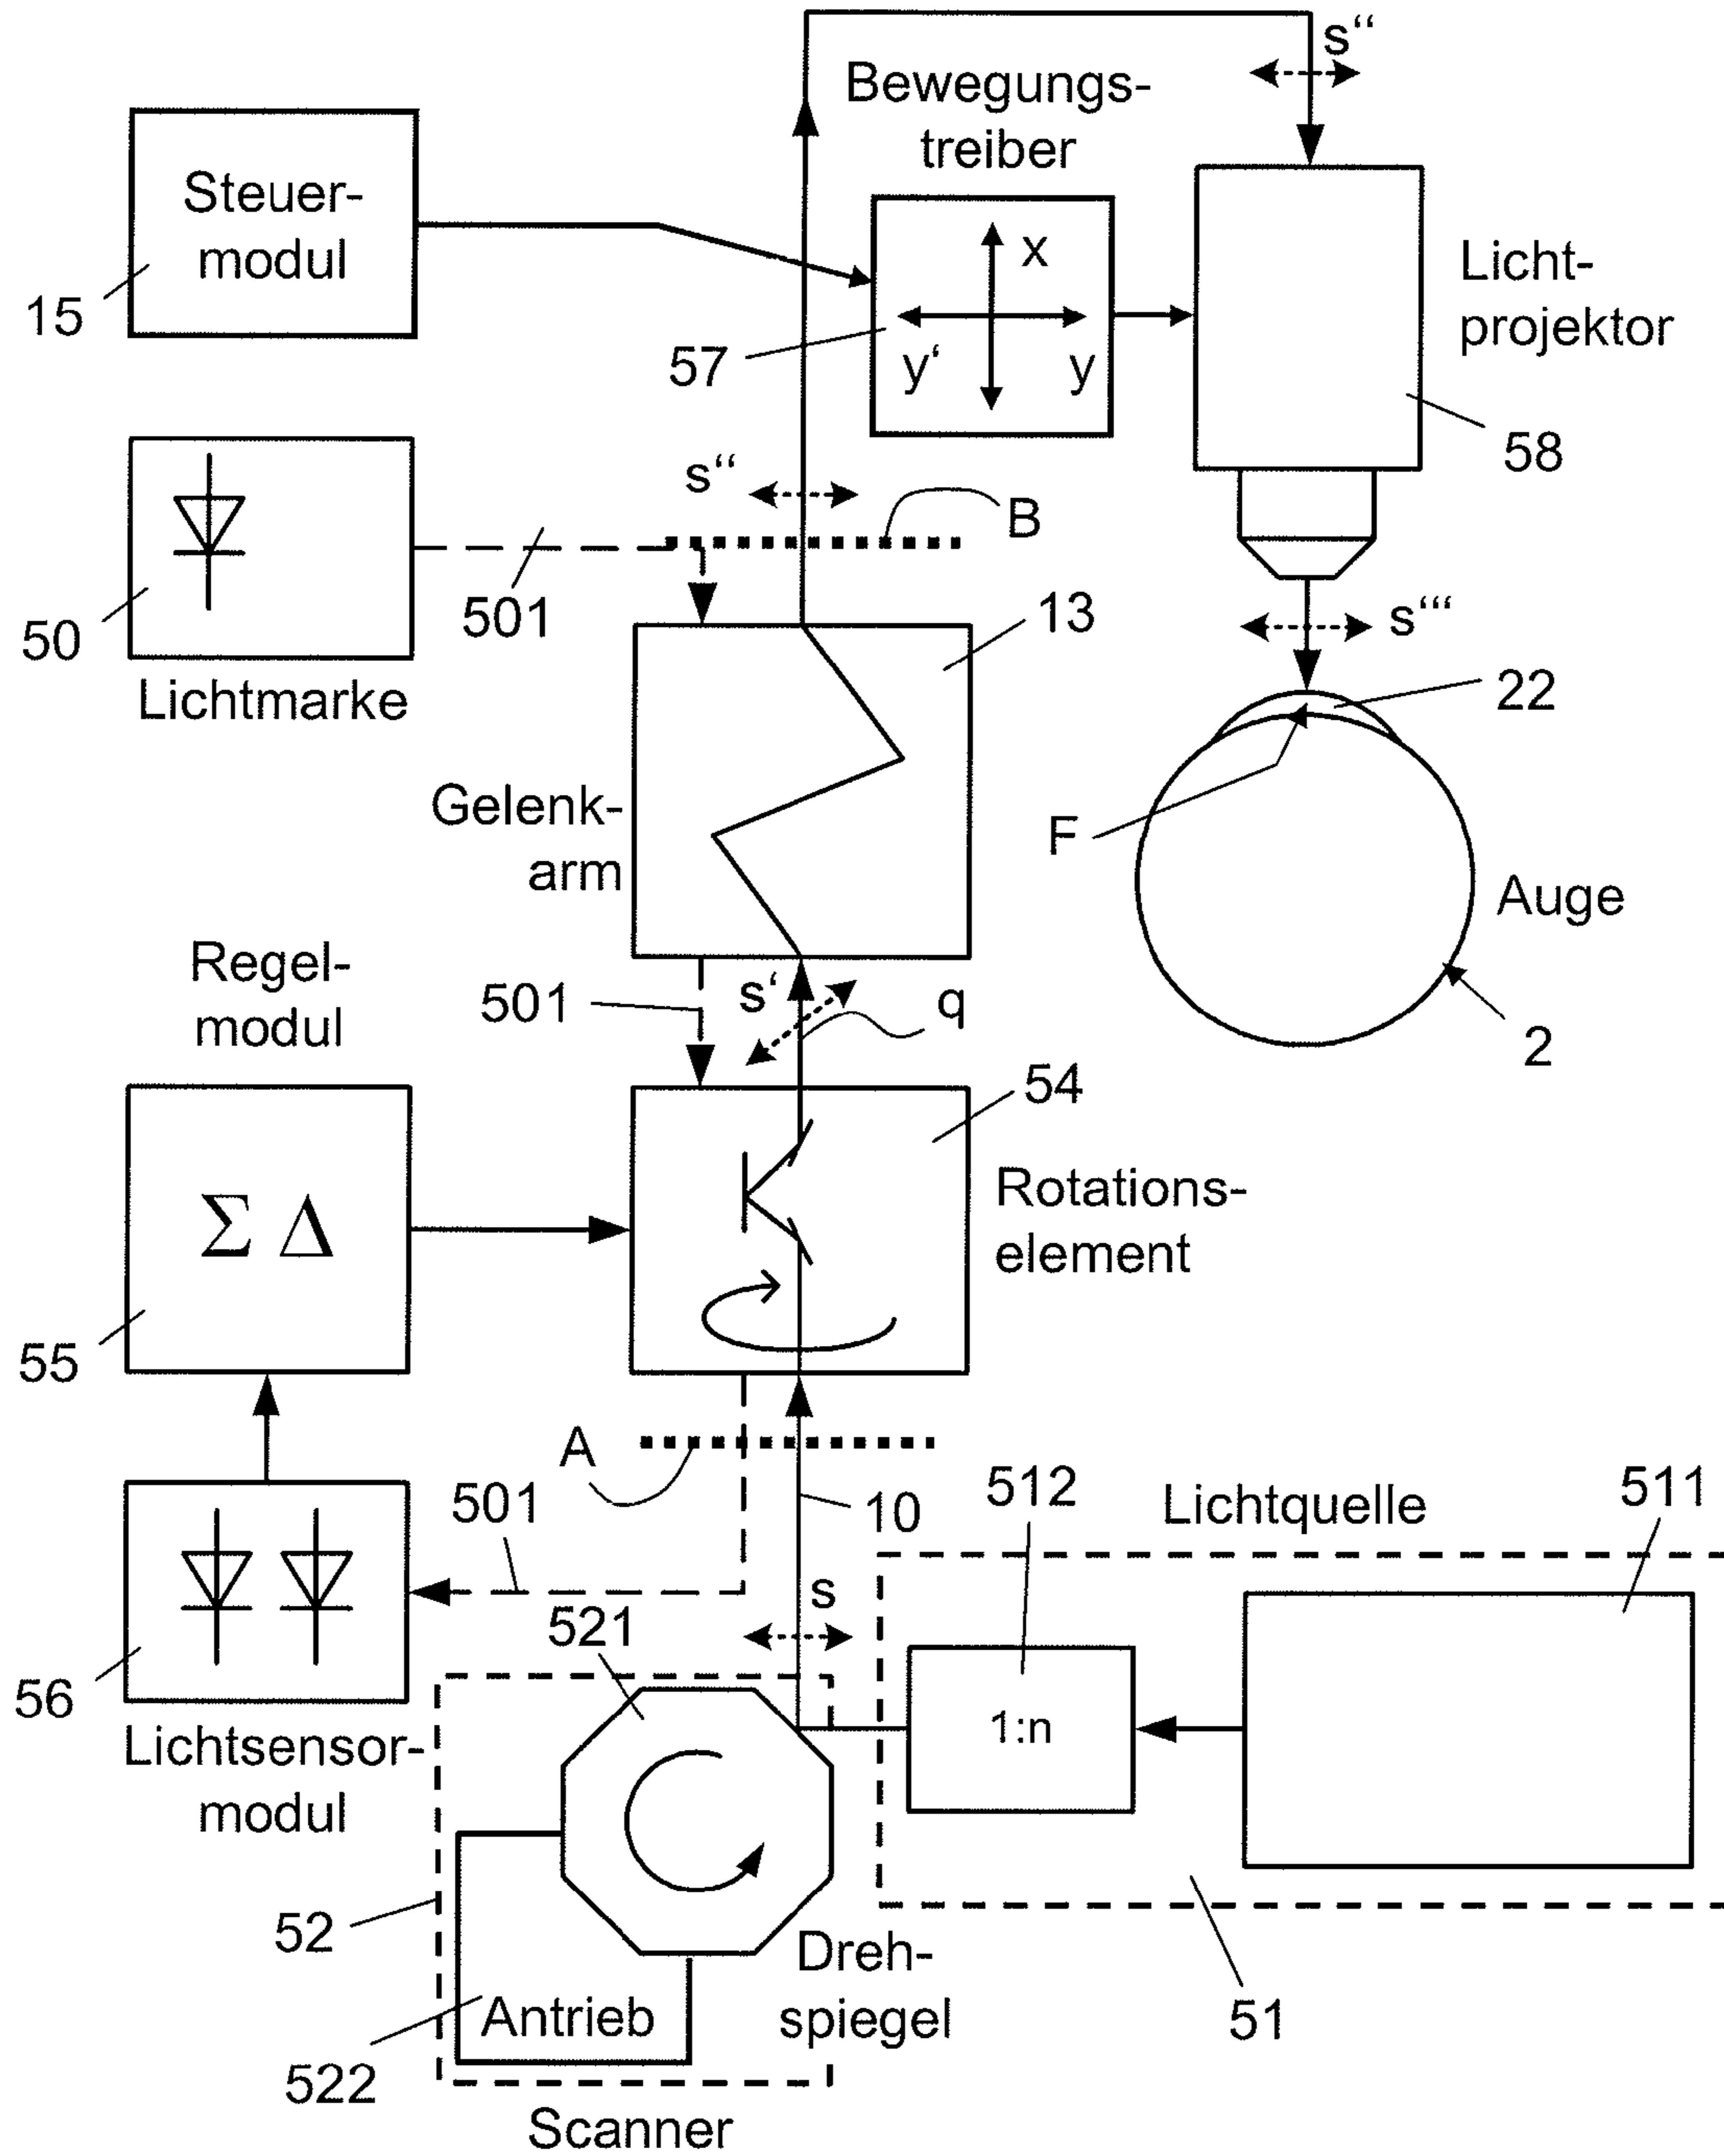 s“
Bewegungs-
treiber
Steuer-
modul
15
x
y‘
y
57
Licht-
projektor
58
s“
B
50
501
Lichtmarke
13
s“‘
22
F
Gelenk-
arm
Auge
2
Regel-
modul
501
s‘
q
54
Σ Δ
Rotations-
element
55
A
10
501
512
Lichtquelle
511
s
521
1:n
56
Lichtsensor-
modul
52
Dreh-
spiegel
Antrieb
51
522
Scanner